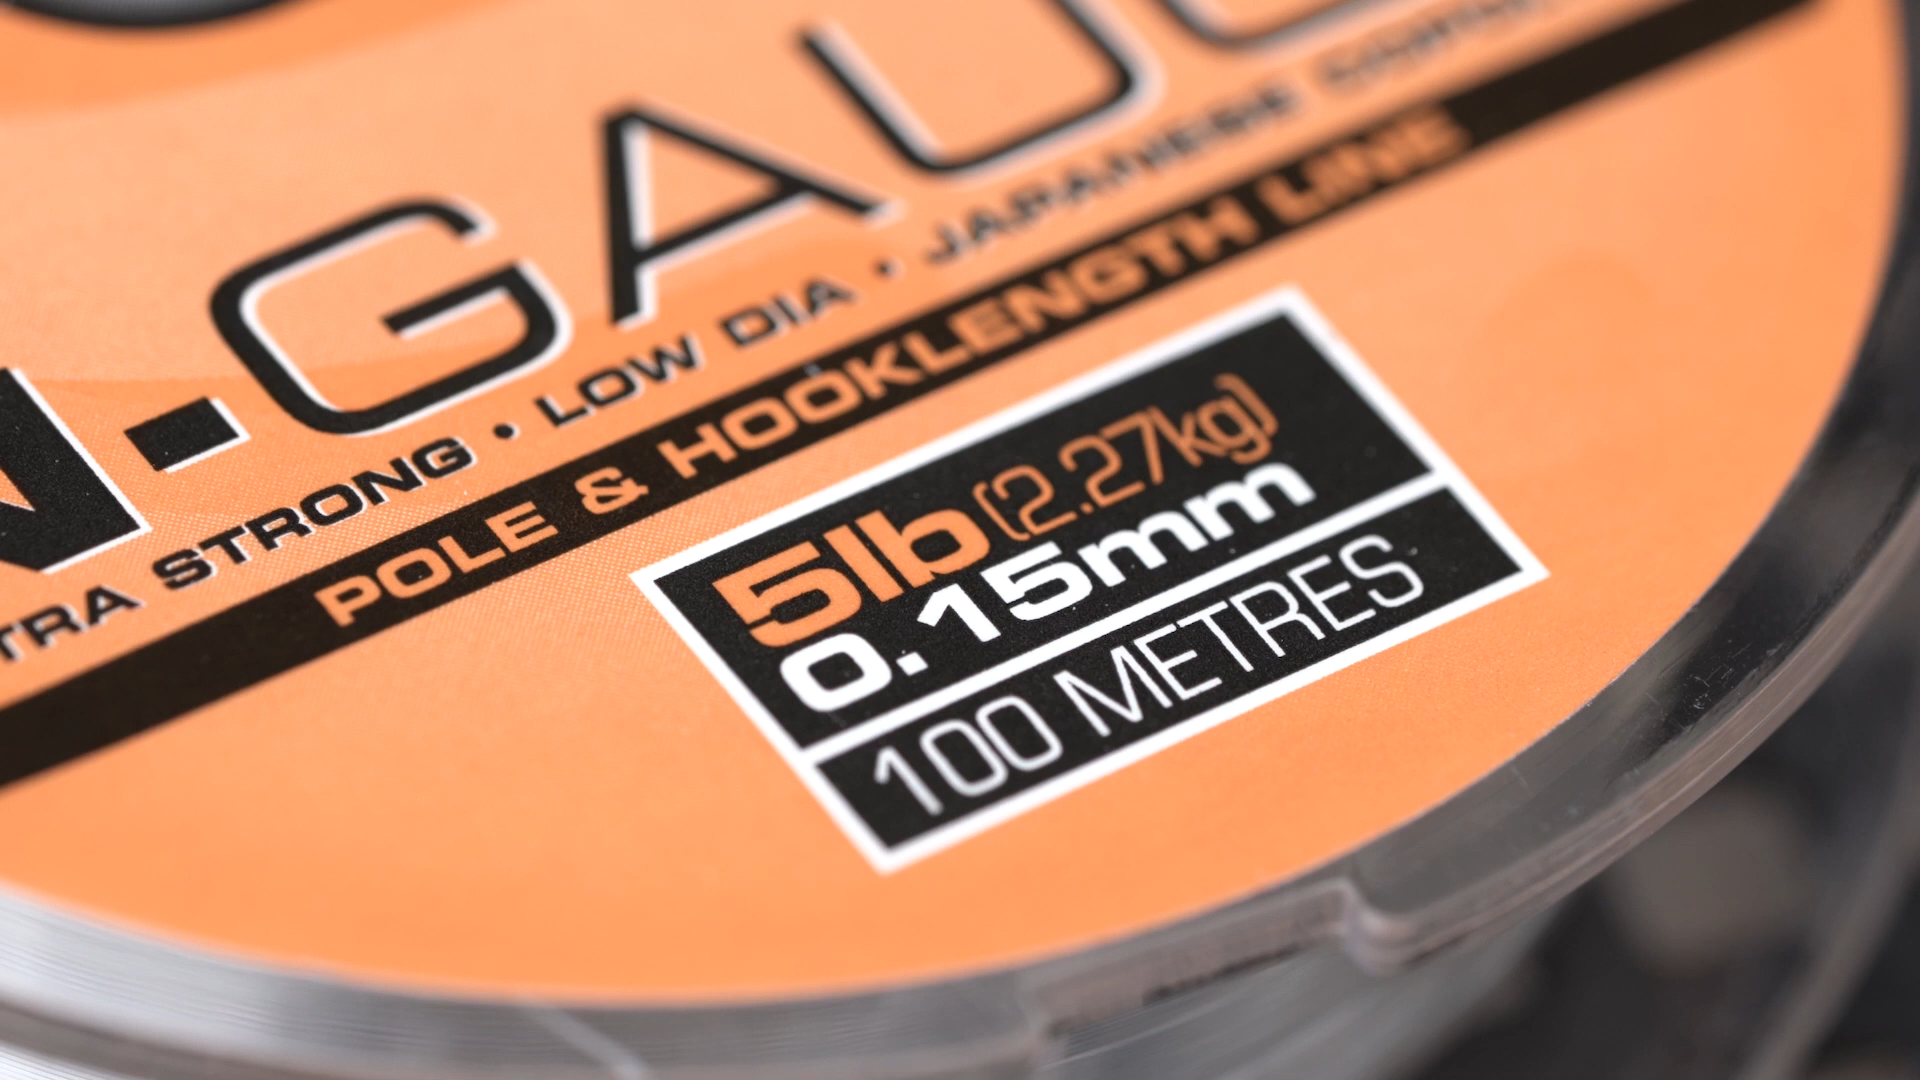 N.GAU
TRA STRONG • LOW DIA • JAPANESE
POLE & HOOKLENGTH LINE
5lb (2.27kg)
0.15mm
100 METRES